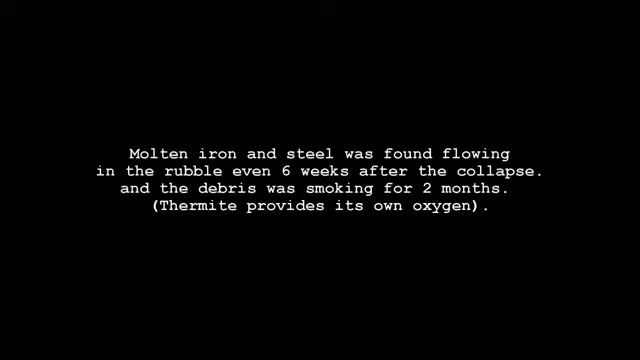 Molten iron and steel was found flowing
in the rubble even 6 weeks after the collapse.
and the debris was smoking for 2 months.
(Thermite provides its own oxygen).